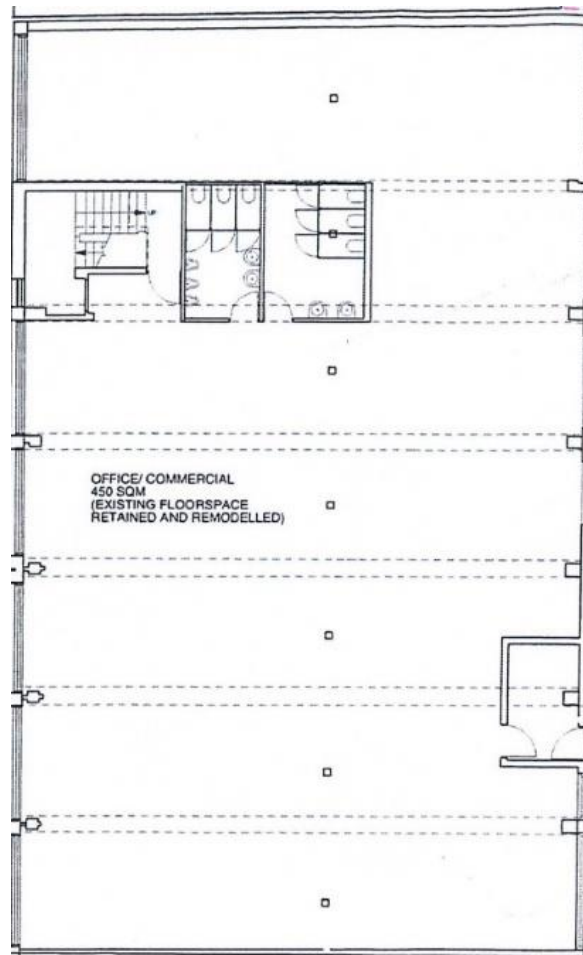 OFFICE/ COMMERCIAL
450 SQM
(EXISTING FLOORSPACE
RETAINED AND REMODELLED)